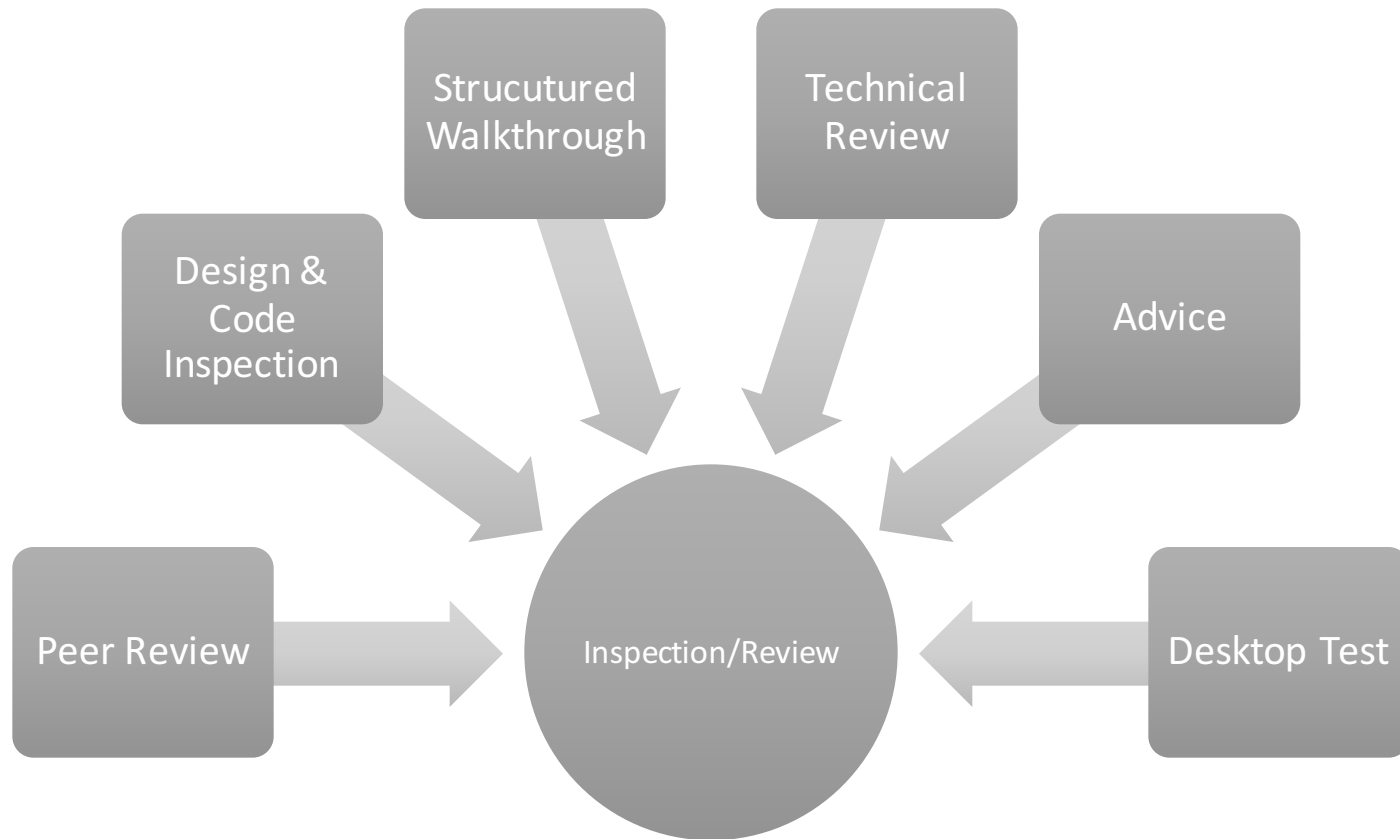 Strucutured
Walkthrough
Technical
Review
Design &
Code
Inspection
Advice
Peer Review
Inspection/Review
Desktop Test